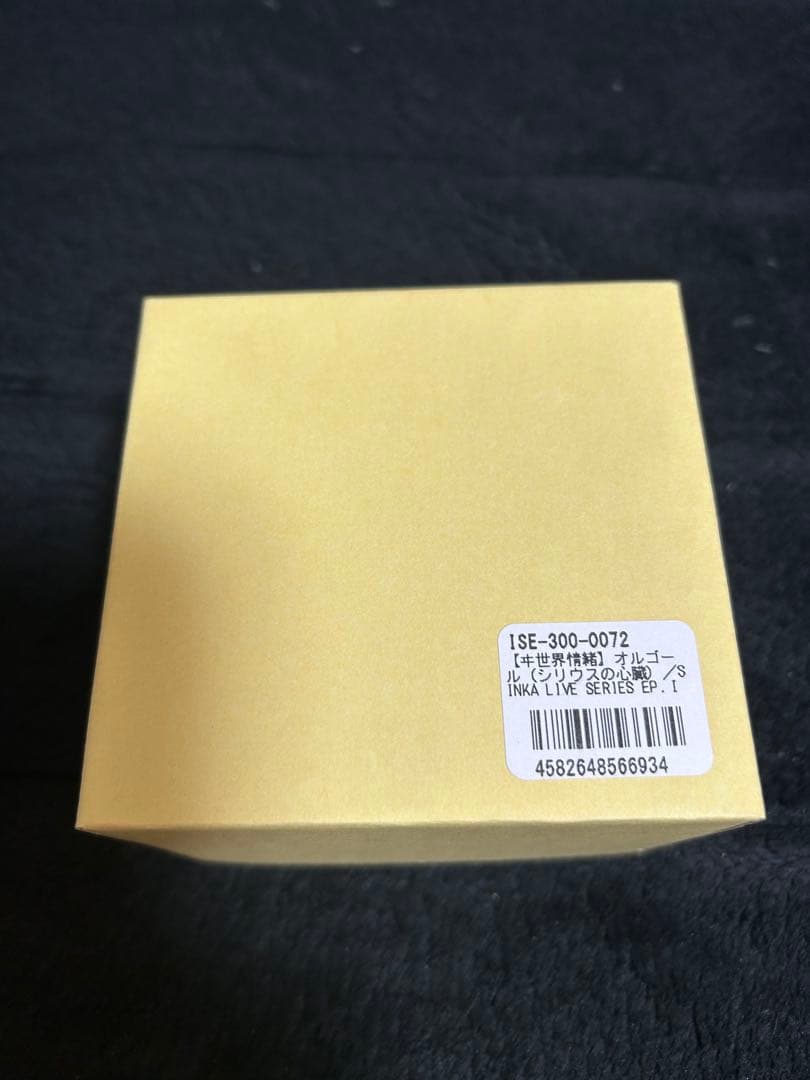 ISE-300-0072
【ヰ世界情緒】オルゴー
ル（シリウスの心臓）／S
INKA LIVE SERIES EP.I
4582648566934